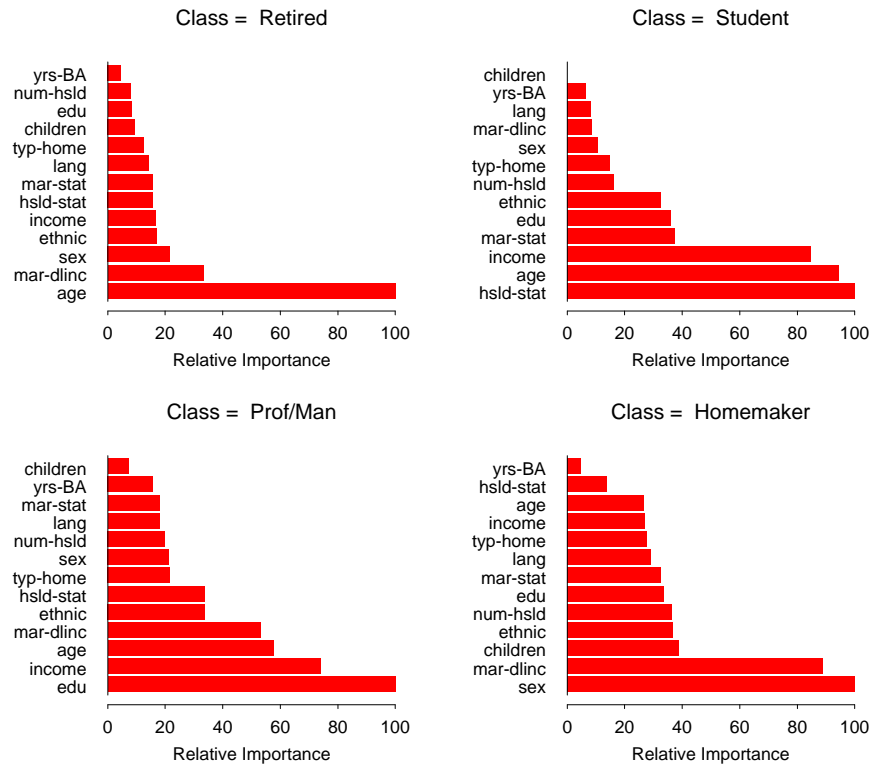 Class = Retired
yrs-BA
num-hsld
edu
children
typ-home
lang
mar-stat
hsld-stat
income
ethnic
sex
mar-dlinc
age
0 20 40 60 80 100
Relative Importance
Class = Student
children
yrs-BA
lang
mar-dlinc
sex
typ-home
num-hsld
ethnic
edu
mar-stat
income
age
hsld-stat
0 20 40 60 80 100
Relative Importance
Class = Prof/Man
children
yrs-BA
mar-stat
lang
num-hsld
sex
typ-home
hsld-stat
ethnic
mar-dlinc
age
income
edu
0 20 40 60 80 100
Relative Importance
Class = Homemaker
yrs-BA
hsld-stat
age
income
typ-home
lang
mar-stat
edu
num-hsld
ethnic
children
mar-dlinc
sex
0 20 40 60 80 100
Relative Importance